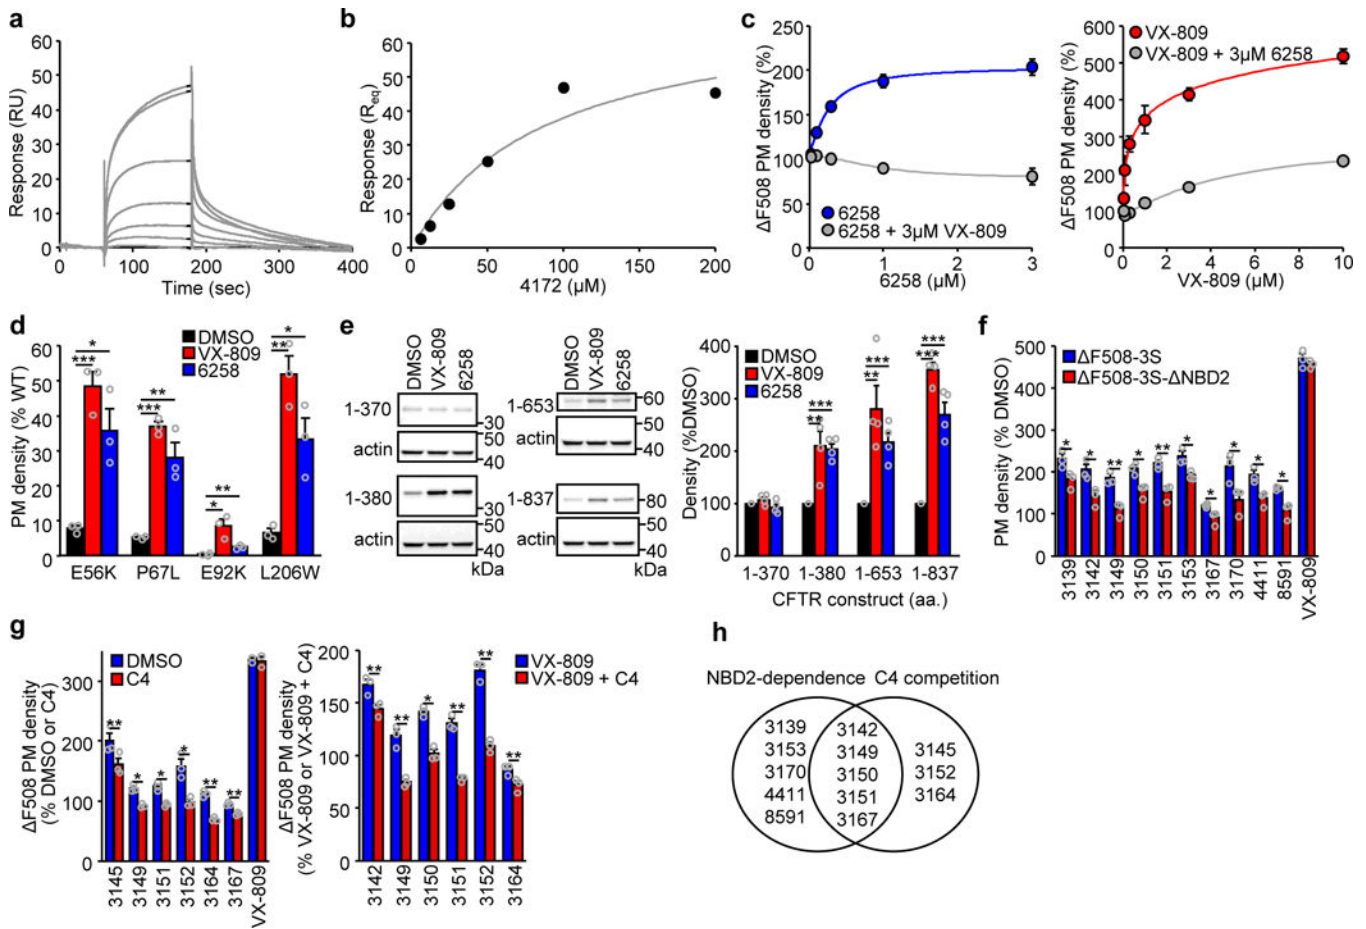 a
Response (RU)
60
50
40
30
20
10
0
0
100
200
300
400
Time (sec)
b
Response (Req)
60
40
20
0
0
50
100
150
200
4172 (µM)
c
ΔF508 PM density (%)
250
200
150
100
50
0
6258
6258 + 3µM VX-809
0
1
2
3
6258 (µM)
ΔF508 PM density (%)
600
500
400
300
200
100
0
VX-809
VX-809 + 3µM 6258
0
2
4
6
8
10
VX-809 (µM)
d
PM density (% WT)
60
50
40
30
20
10
0
DMSO
VX-809
6258
*
***
**
***
**
*
*
**
E56K
P67L
E92K
L206W
e
DMSO
VX-809
6258
1-370
30
actin
50
40
1-380
30
actin
50
40
kDa
DMSO
VX-809
6258
1-653
60
50
actin
40
1-837
80
actin
50
40
kDa
Density (%DMSO)
400
300
200
100
0
DMSO
VX-809
6258
***
**
***
**
***
***
1-370
1-380
1-653
1-837
CFTR construct (aa.)
f
PM density (% DMSO)
500
400
300
200
100
0
ΔF508-3S
ΔF508-3S-ΔNBD2
* * ** * ** * * * * *
3139
3142
3149
3150
3151
3153
3167
3170
4411
8591
VX-809
g
ΔF508 PM density
(% DMSO or C4)
300
200
100
0
DMSO
C4
** * * * ** **
3145
3149
3151
3152
3164
3167
VX-809
ΔF508 PM density
(% VX-809 or VX-809 + C4)
200
150
100
50
0
VX-809
VX-809 + C4
** ** * ** ** **
3142
3149
3150
3151
3152
3164
h
NBD2-dependence C4 competition
3139
3153
3170
4411
8591
3142
3149
3150
3151
3167
3145
3152
3164